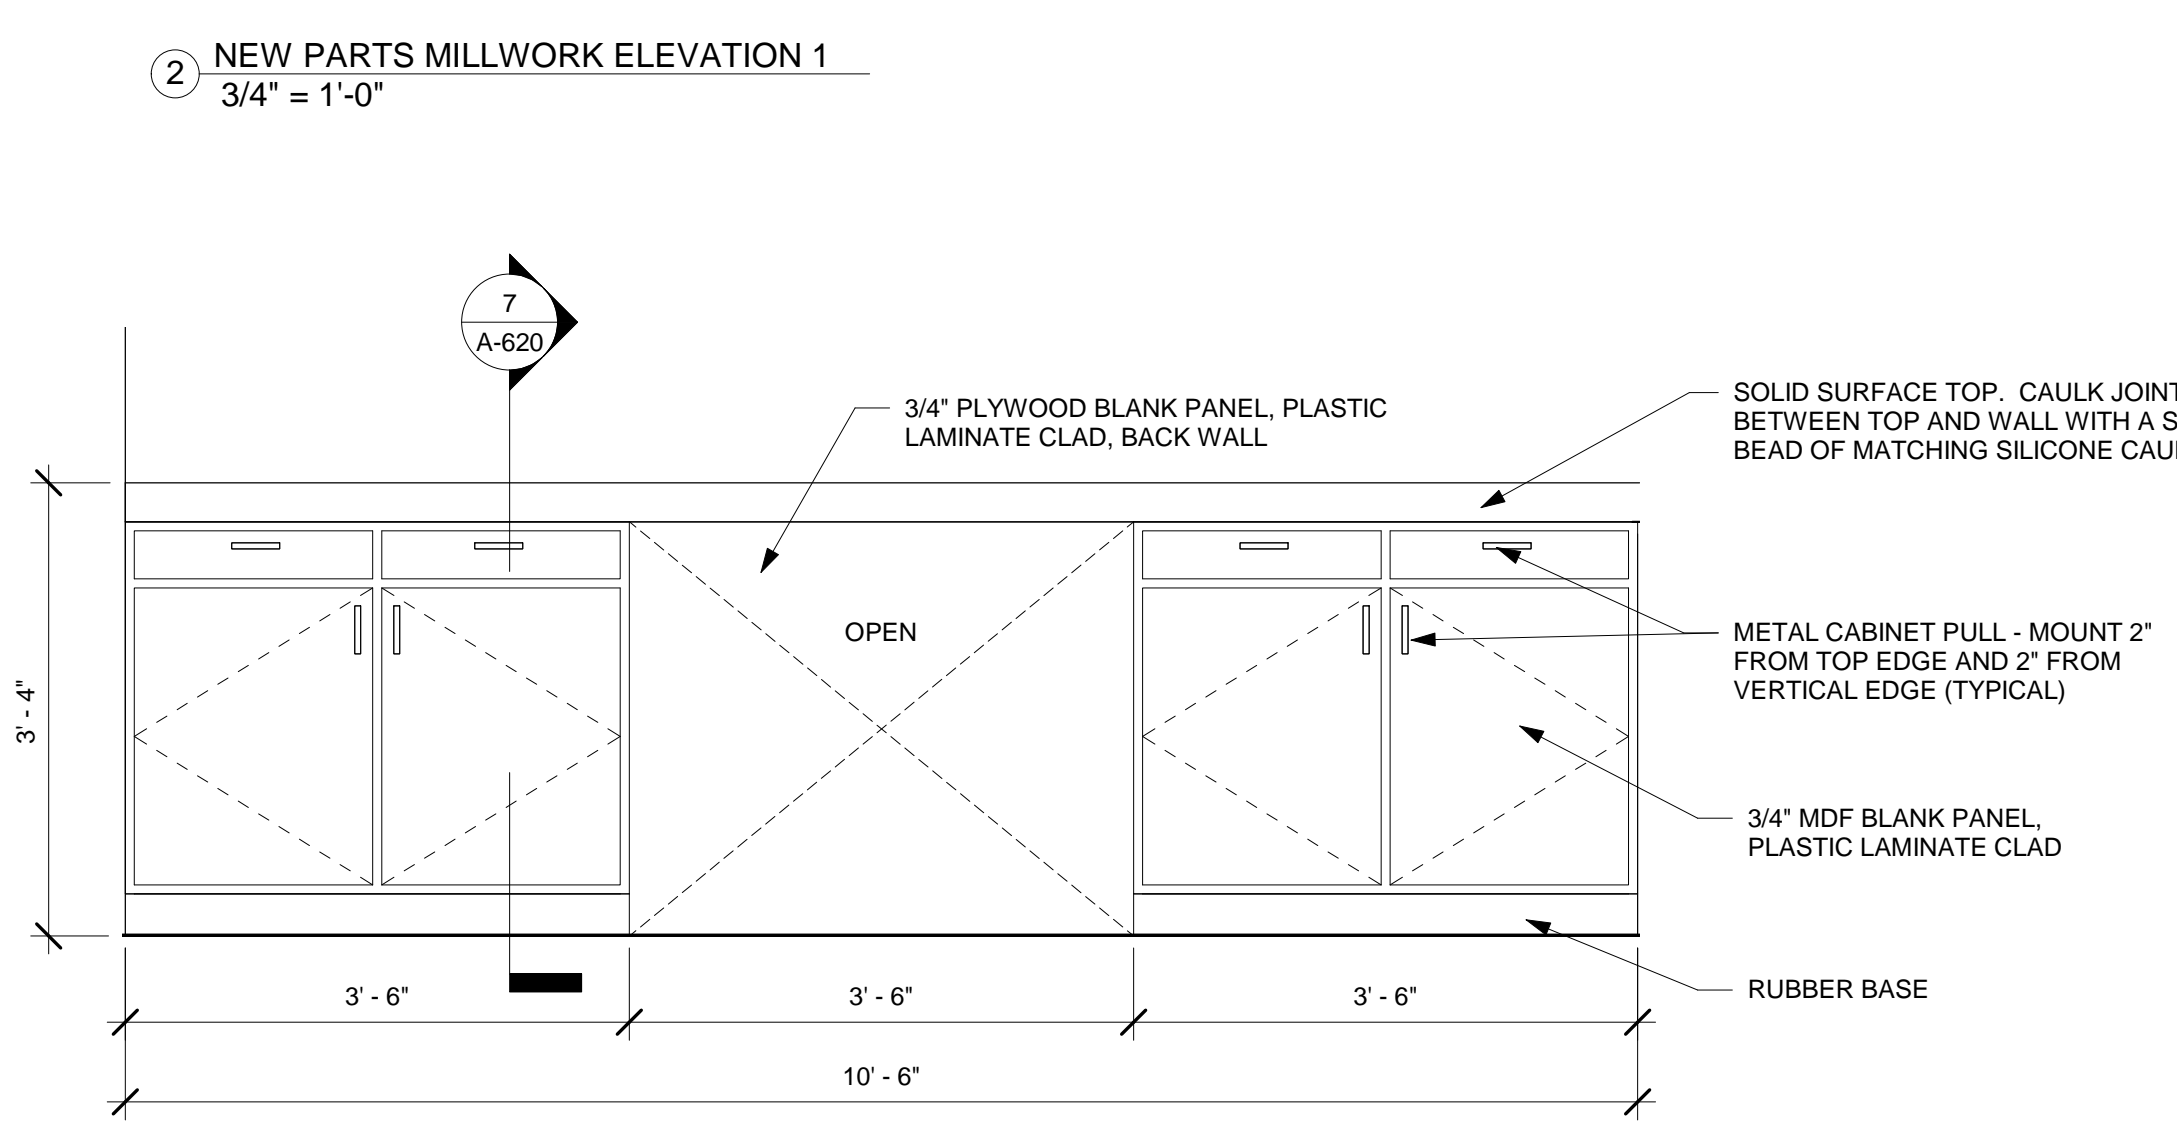 2
NEW PARTS MILLWORK ELEVATION 1
3/4" = 1'-0"
7
A-620
3/4" PLYWOOD BLANK PANEL, PLASTIC
LAMINATE CLAD, BACK WALL
SOLID SURFACE TOP. CAULK JOINT
BETWEEN TOP AND WALL WITH A
BEAD OF MATCHING SILICONE
OPEN
METAL CABINET PULL - MOUNT 2"
FROM TOP EDGE AND 2" FROM
VERTICAL EDGE (TYPICAL)
3' - 4"
3/4" MDF BLANK PANEL,
PLASTIC LAMINATE CLAD
RUBBER BASE
3' - 6"
3' - 6"
3' - 6"
10' - 6"